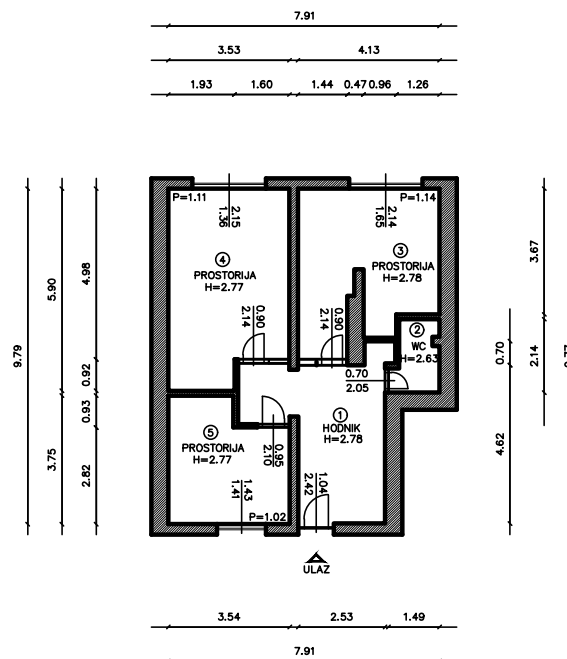 7.91
3.53 4.13
1.93 1.60 1.44 0.47 0.96 1.26
P=1.11
2.15
1.36
P=1.14
2.14
1.65
4
PROSTORIJA
H=2.77
3
PROSTORIJA
H=2.78
0.90
2.14
0.90
2.14
2
WC
H=2.63
0.70
2.05
1
HODNIK
H=2.78
5
PROSTORIJA
H=2.77
0.95
2.10
1.43
1.41
P=1.02
1.04
2.42
ULAZ
9.79
5.90
3.75
4.98
0.92
0.93
2.82
3.67
2.14
0.70
4.62
3.54 2.53 1.49
7.91